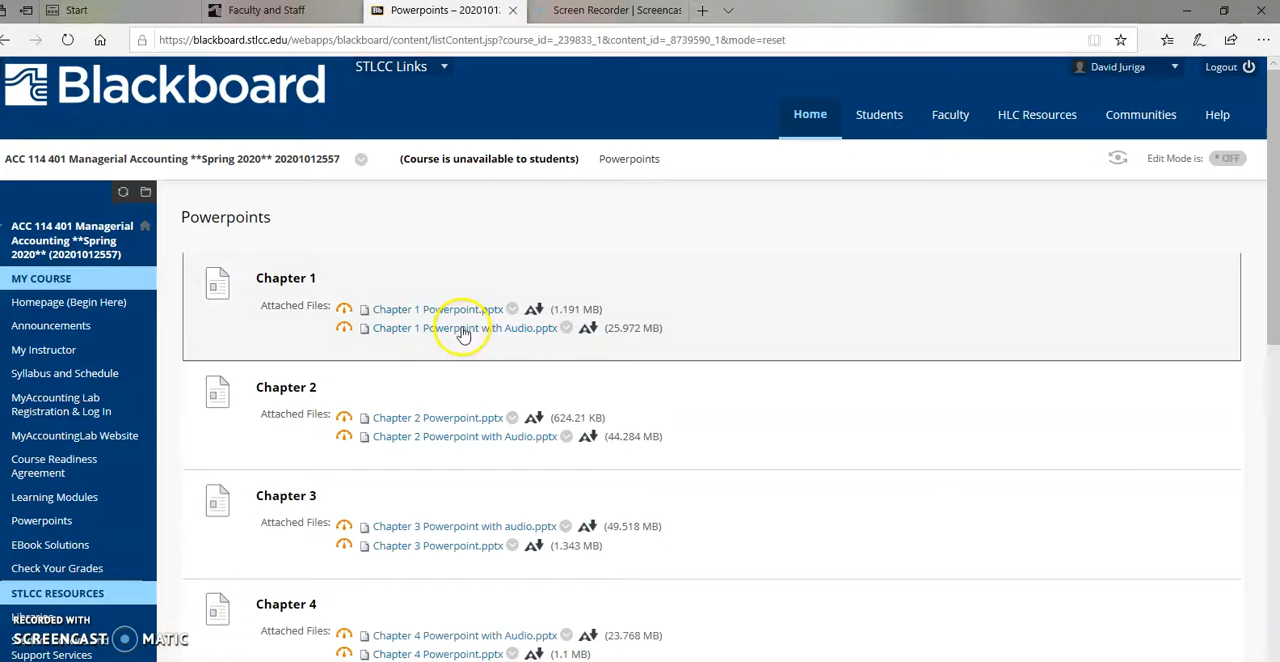 Start
Faculty and Staff
Powerpoints – 2020101
Screen Recorder | Screencas
https://blackboard.stlcc.edu/webapps/blackboard/content/listContent.jsp?course_id=_239833_1&content_id=_8739590_1&mode=reset
Blackboard
STLCC Links
David Juriga
Logout
Home
Students
Faculty
HLC Resources
Communities
Help
ACC 114 401 Managerial Accounting **Spring 2020** 20201012557
(Course is unavailable to students)
Powerpoints
Edit Mode is:
OFF
ACC 114 401 Managerial
Accounting **Spring
2020** (20201012557)
MY COURSE
Homepage (Begin Here)
Announcements
My Instructor
Syllabus and Schedule
MyAccounting Lab
Registration & Log In
MyAccountingLab Website
Course Readiness
Agreement
Learning Modules
Powerpoints
EBook Solutions
Check Your Grades
STLCC RESOURCES
Support Services
RECORDED WITH
SCREENCAST MATIC
Powerpoints
Chapter 1
Attached Files:
Chapter 1 Powerpoint.pptx
(1.191 MB)
Chapter 1 Powerpoint with Audio.pptx
(25.972 MB)
Chapter 2
Attached Files:
Chapter 2 Powerpoint.pptx
(624.21 KB)
Chapter 2 Powerpoint with Audio.pptx
(44.284 MB)
Chapter 3
Attached Files:
Chapter 3 Powerpoint with audio.pptx
(49.518 MB)
Chapter 3 Powerpoint.pptx
(1.343 MB)
Chapter 4
Attached Files:
Chapter 4 Powerpoint with Audio.pptx
(23.768 MB)
Chapter 4 Powerpoint.pptx
(1.1 MB)